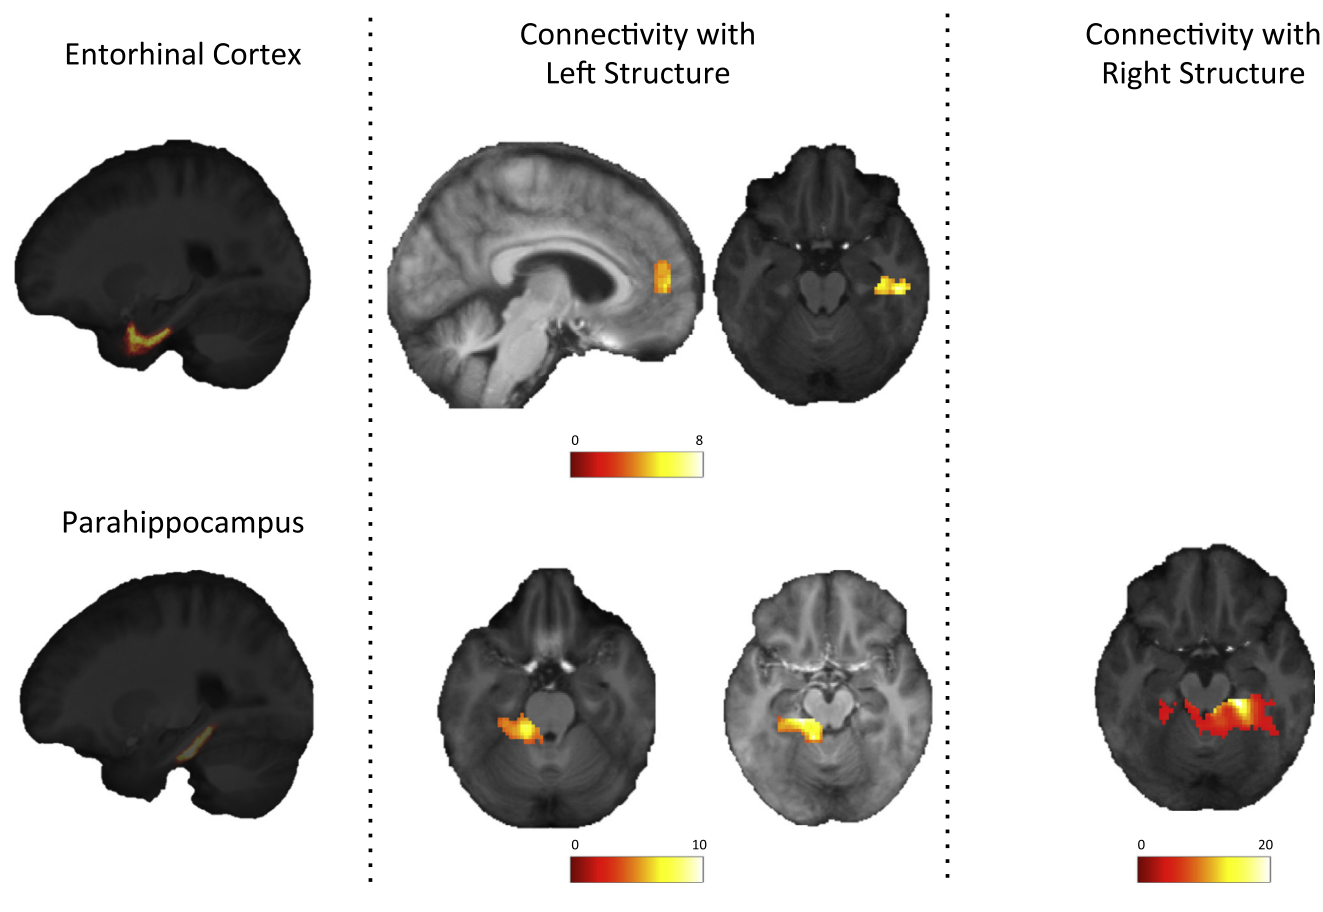 Entorhinal Cortex
Connectivity with
Left Structure
Connectivity with
Right Structure
0 8
Parahippocampus
0 10
0 20